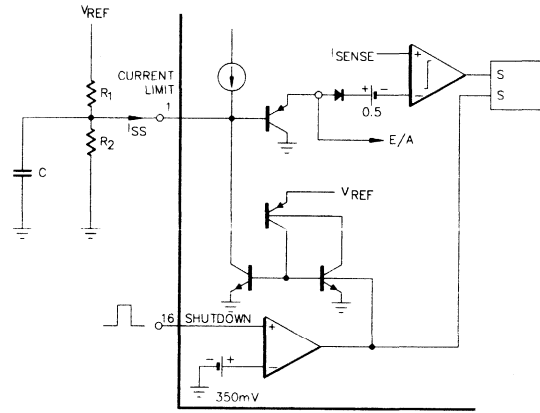 VREF
R1
CURRENT
LIMIT
1
ISS
R2
C
ISENSE
+
-
+ -
0.5
E/A
S
S
VREF
16 SHUTDOWN
+
-
- +
350mV